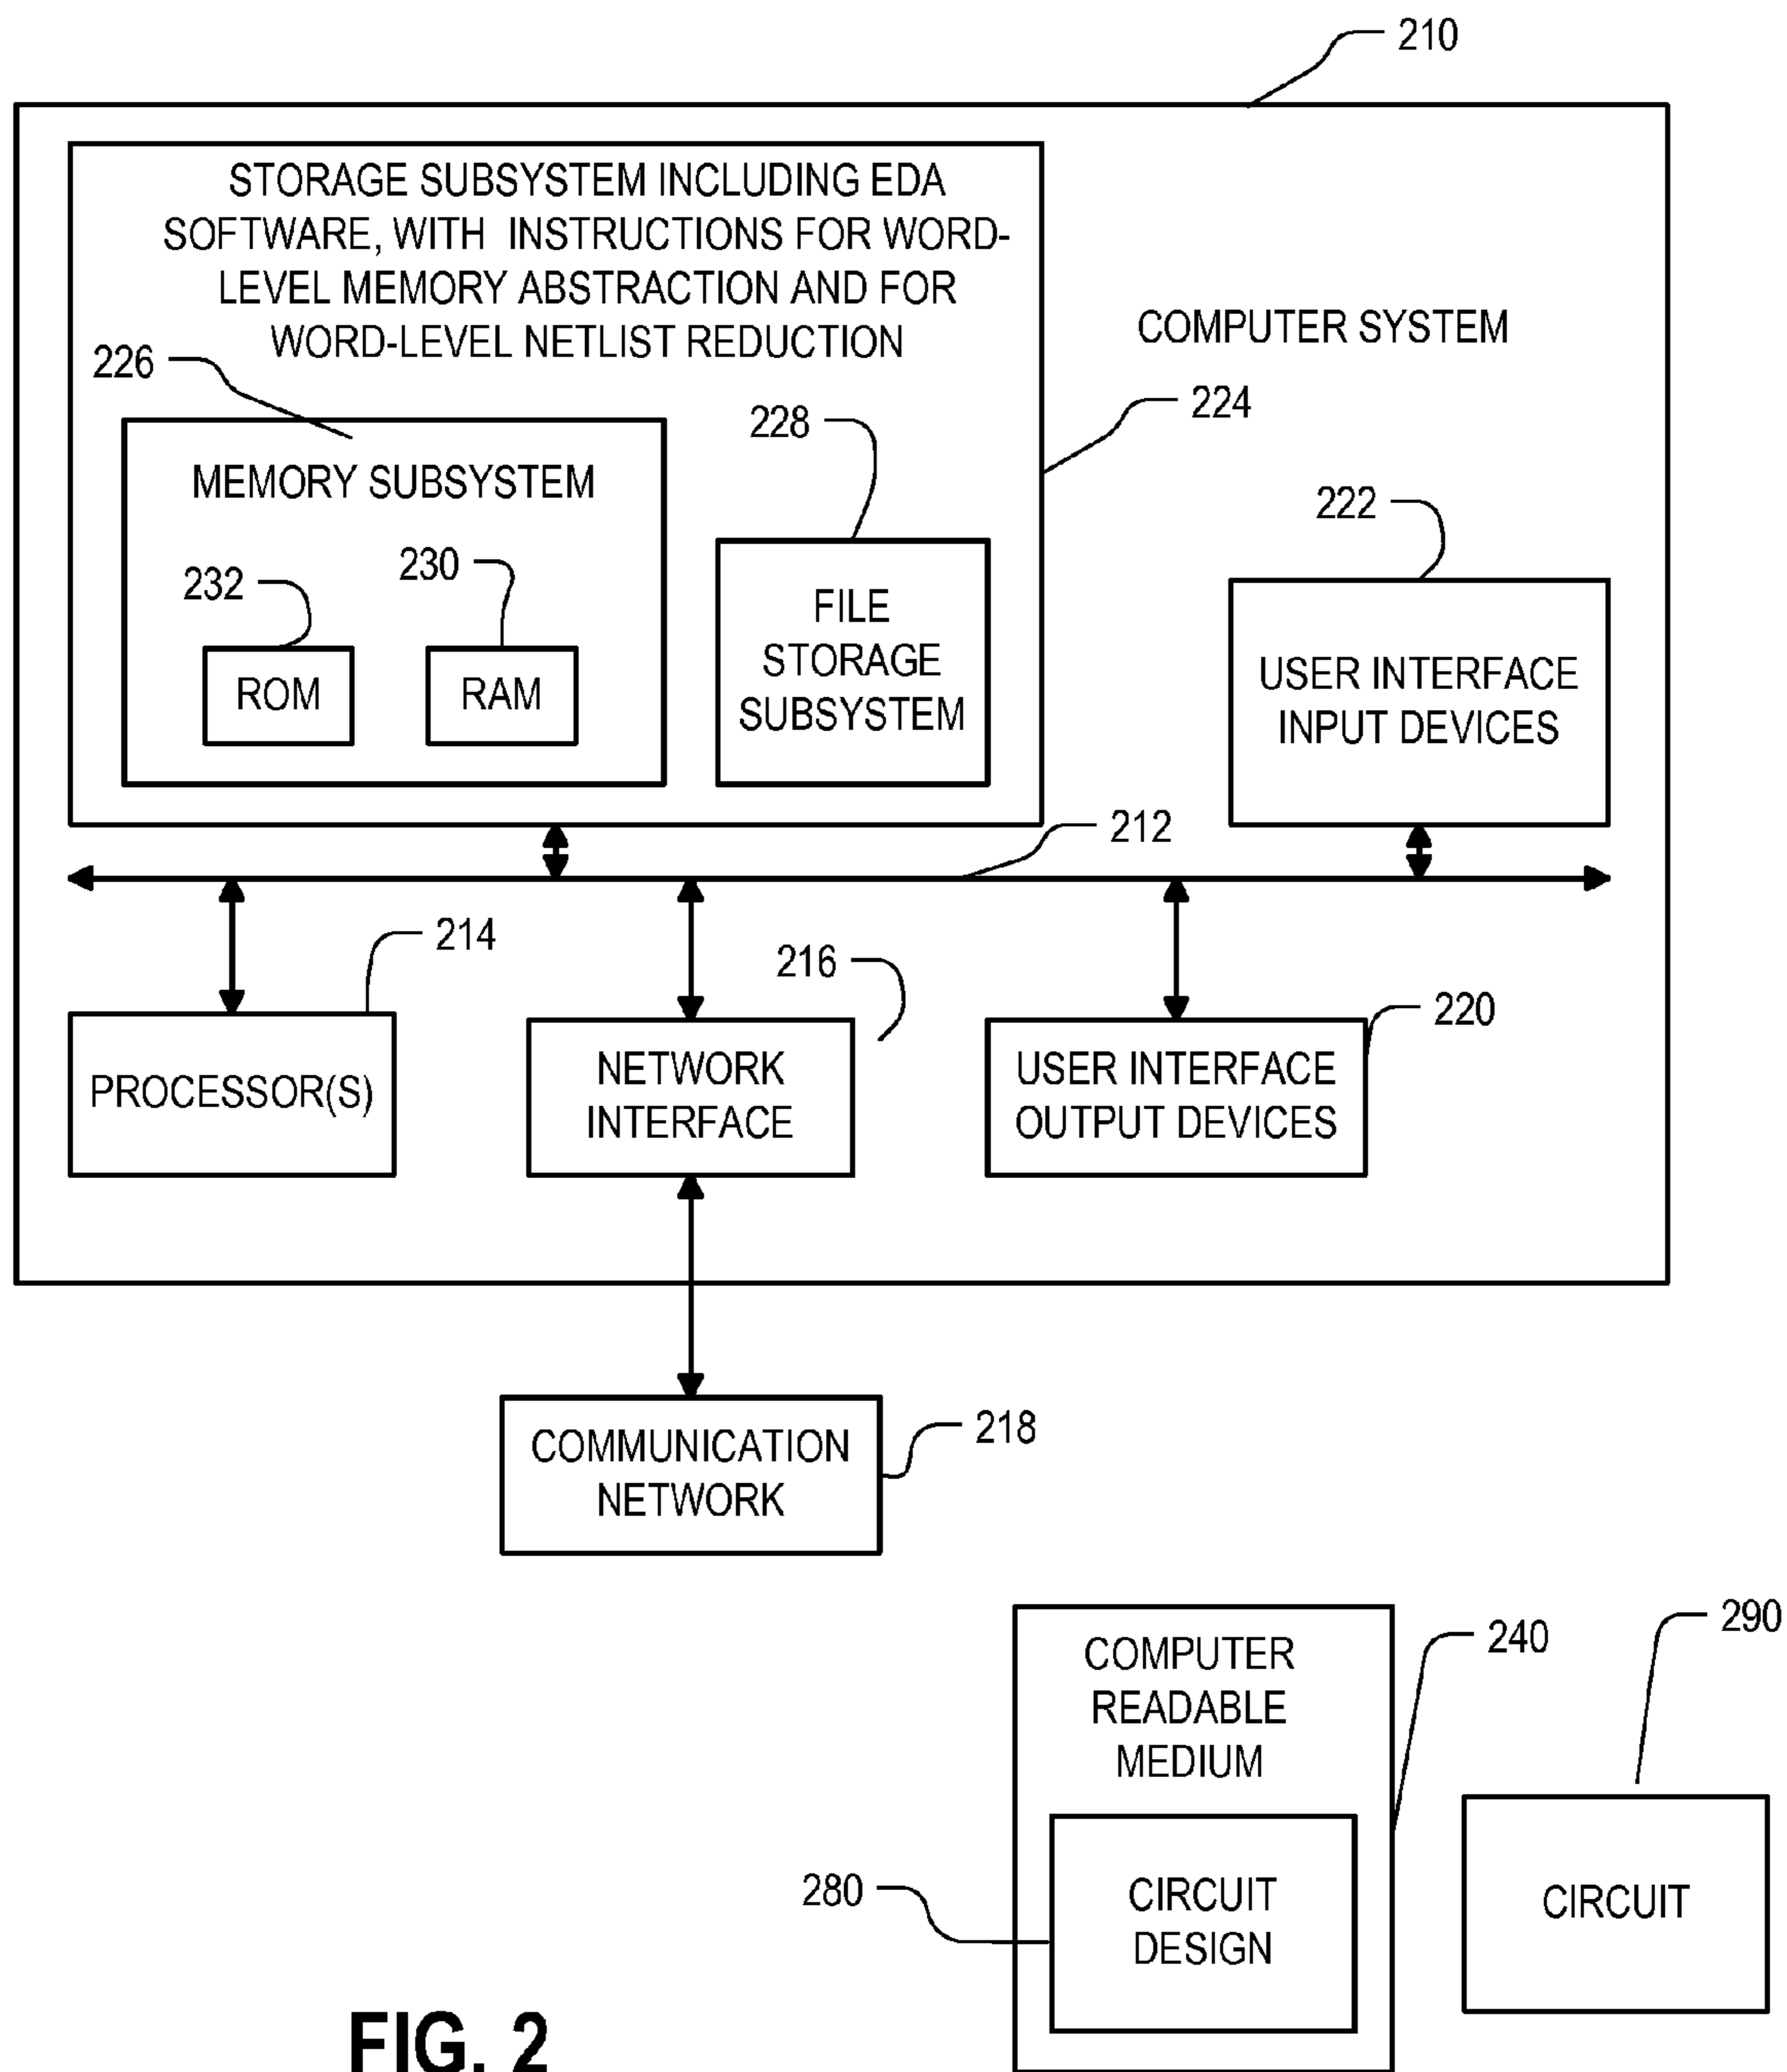 210
STORAGE SUBSYSTEM INCLUDING EDA
SOFTWARE, WITH INSTRUCTIONS FOR WORD-
LEVEL MEMORY ABSTRACTION AND FOR
WORD-LEVEL NETLIST REDUCTION
COMPUTER SYSTEM
226
224
228
MEMORY SUBSYSTEM
222
232
230
ROM
RAM
FILE
STORAGE
SUBSYSTEM
USER INTERFACE
INPUT DEVICES
212
214
216
220
PROCESSOR(S)
NETWORK
INTERFACE
USER INTERFACE
OUTPUT DEVICES
COMMUNICATION
NETWORK
218
COMPUTER
READABLE
MEDIUM
240
290
280
CIRCUIT
DESIGN
CIRCUIT
FIG. 2